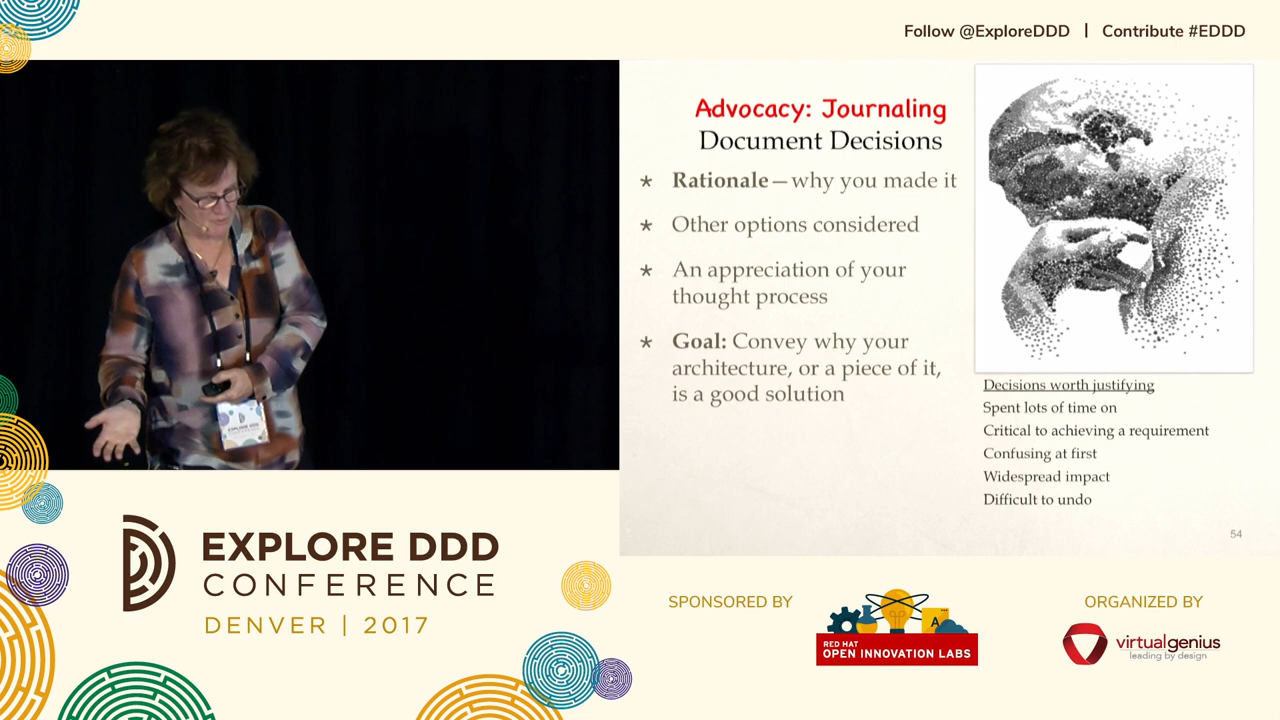 Follow @ExploreDDD | Contribute #EDDD
Advocacy: Journaling
Document Decisions
* Rationale — why you made it
* Other options considered
* An appreciation of your
thought process
* Goal: Convey why your
architecture, or a piece of it,
is a good solution
Decisions worth justifying
Spent lots of time on
Critical to achieving a requirement
Confusing at first
Widespread impact
Difficult to undo
54
EXPLORE DDD
EXPLORE DDD
CONFERENCE
DENVER | 2017
SPONSORED BY
RED HAT
OPEN INNOVATION LABS
A
ORGANIZED BY
virtualgenius
leading by design